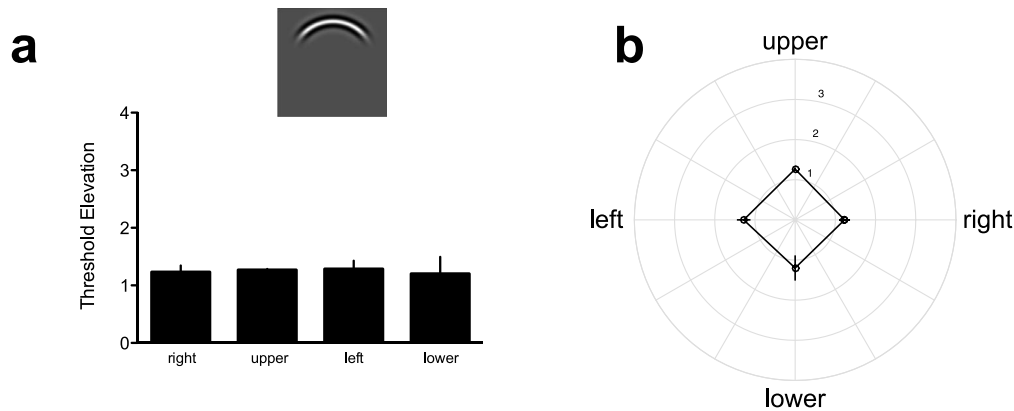 a
Threshold Elevation
4
3
2
1
0
right upper left lower
b
upper
3
2
1
left
right
lower